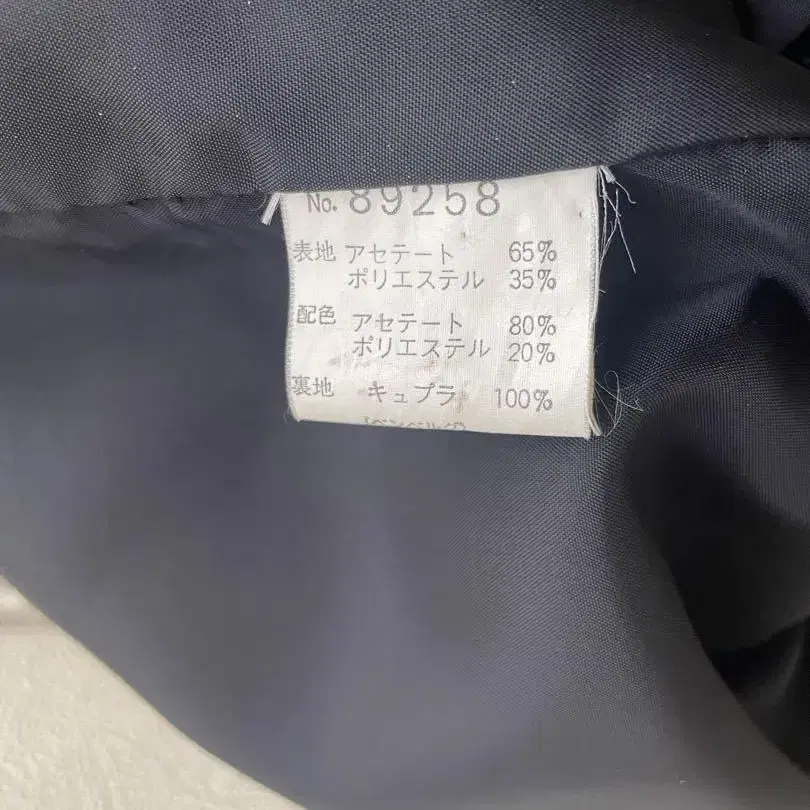 No. 89258
表地 アセテート 65%
ポリエステル 35%
配色 アセテート 80%
ポリエステル 20%
裏地 キュプラ 100%